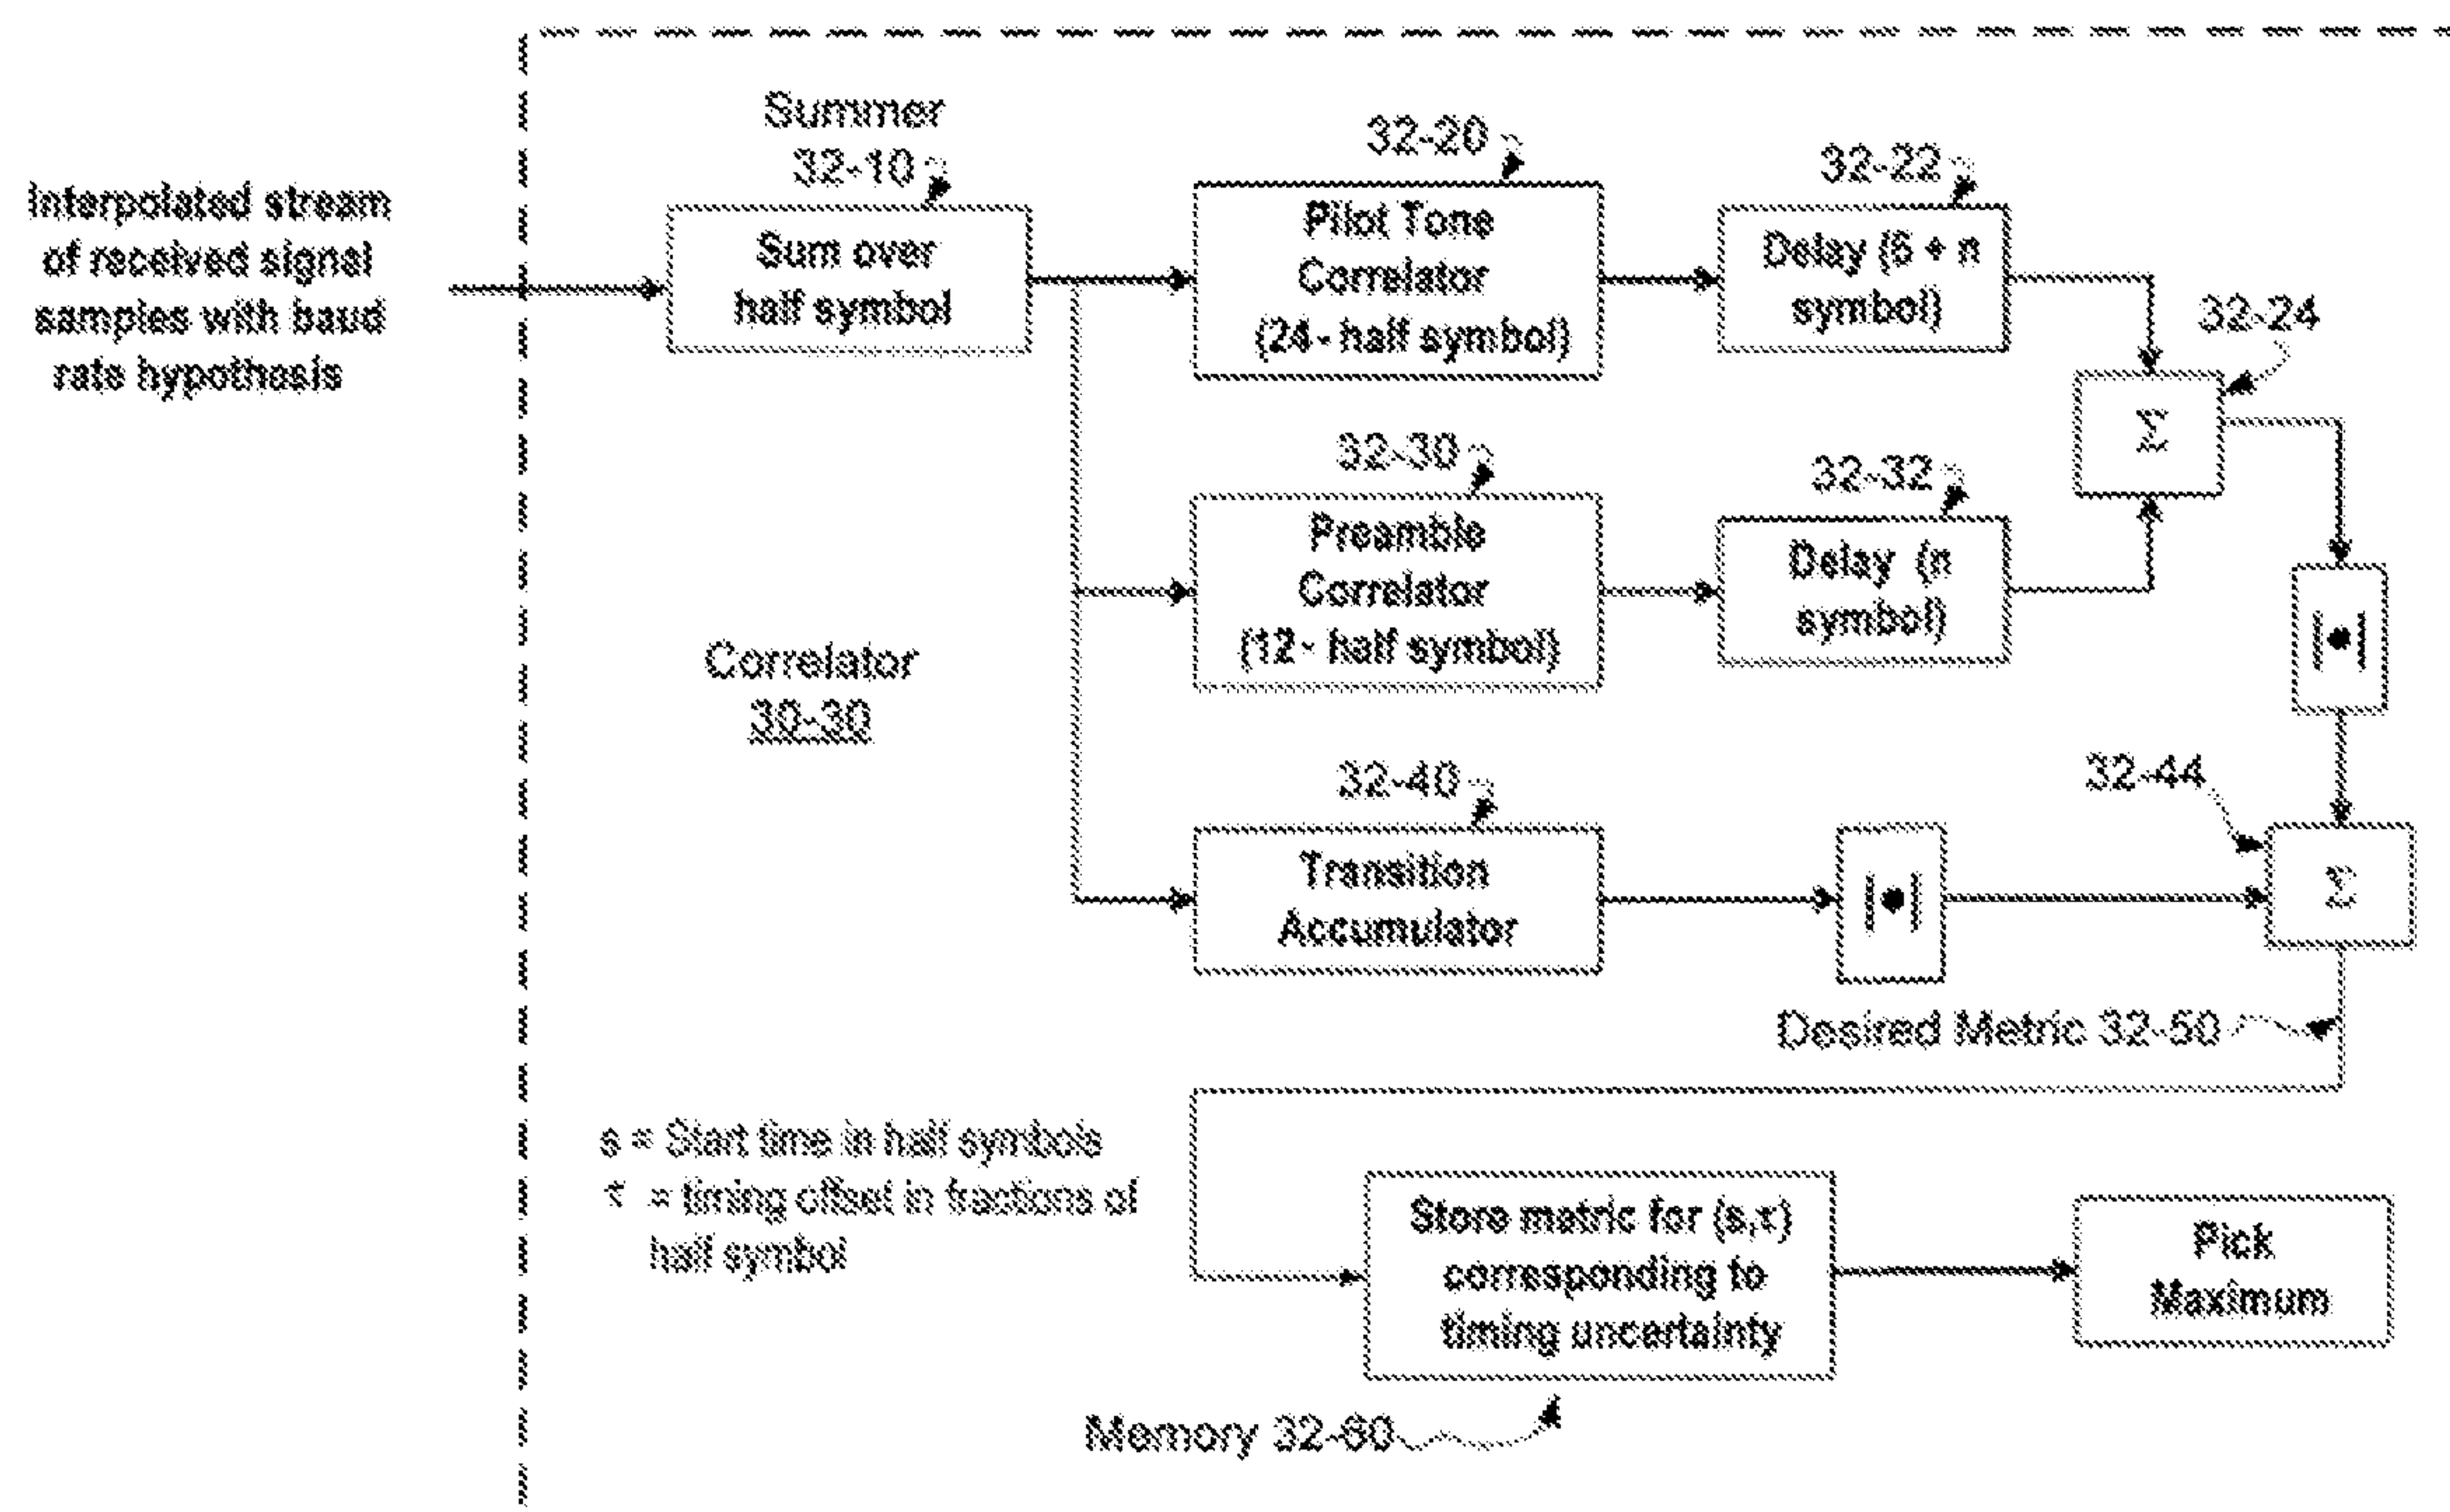 Interpolated stream
of received signal
samples with baud
rate hypothesis
Summer
32-10
Sum over
half symbol
32-20
Pilot Tone
Correlator
(24- half symbol)
32-22
Delay (6 + n
symbol)
32-24
Σ
32-30
Preamble
Correlator
(12- half symbol)
32-32
Delay (n
symbol)
|•|
Correlator
30-30
32-40
Transition
Accumulator
|•|
32-44
Σ
Desired Metric 32-50
s = Start time in half symbols
τ = timing offset in fractions of
half symbol
Store metric for (s,τ)
corresponding to
timing uncertainty
Pick
Maximum
Memory 32-60